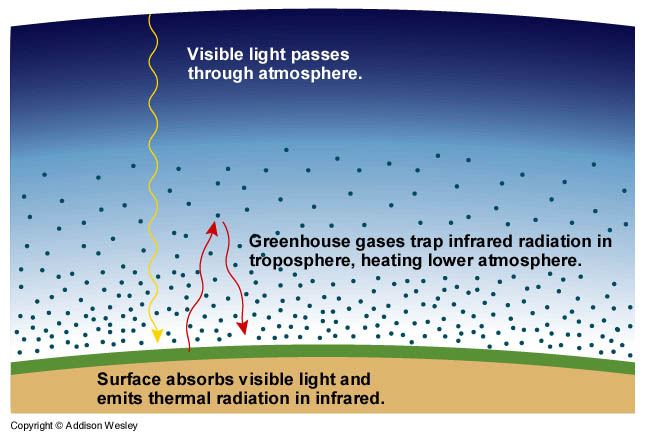 Visible light passes
through atmosphere.
Greenhouse gases trap infrared radiation in
troposphere, heating lower atmosphere.
Surface absorbs visible light and
emits thermal radiation in infrared.
Copyright © Addison Wesley